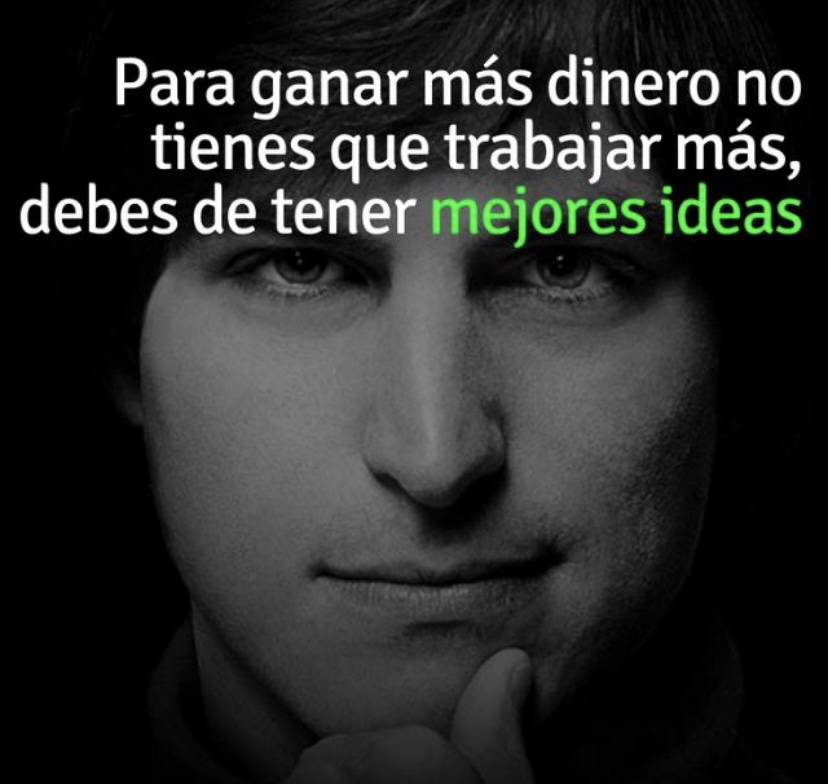 Para ganar más dinero no
tienes que trabajar más,
debes de tener mejores ideas